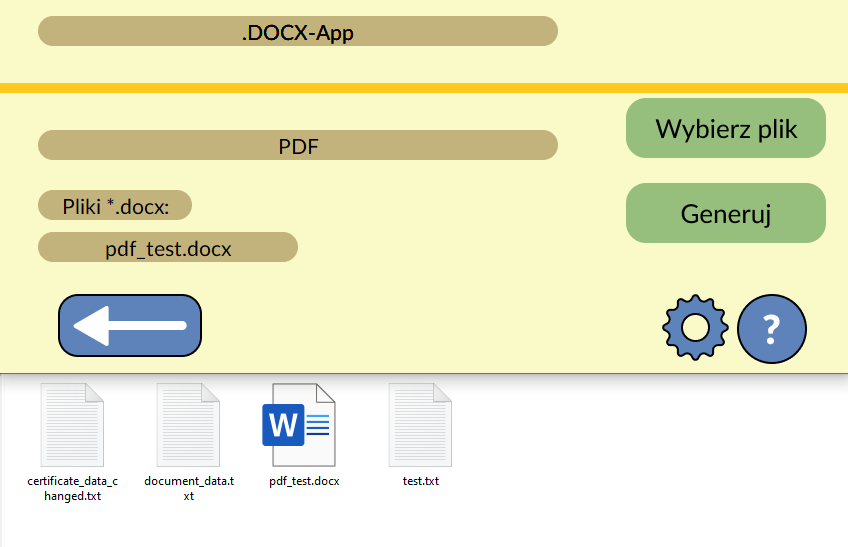 .DOCX-App
PDF
Wybierz plik
Pliki *.docx:
Generuj
pdf_test.docx
?
W
certificate_data_c
hanged.txt
document_data.t
xt
pdf_test.docx
test.txt